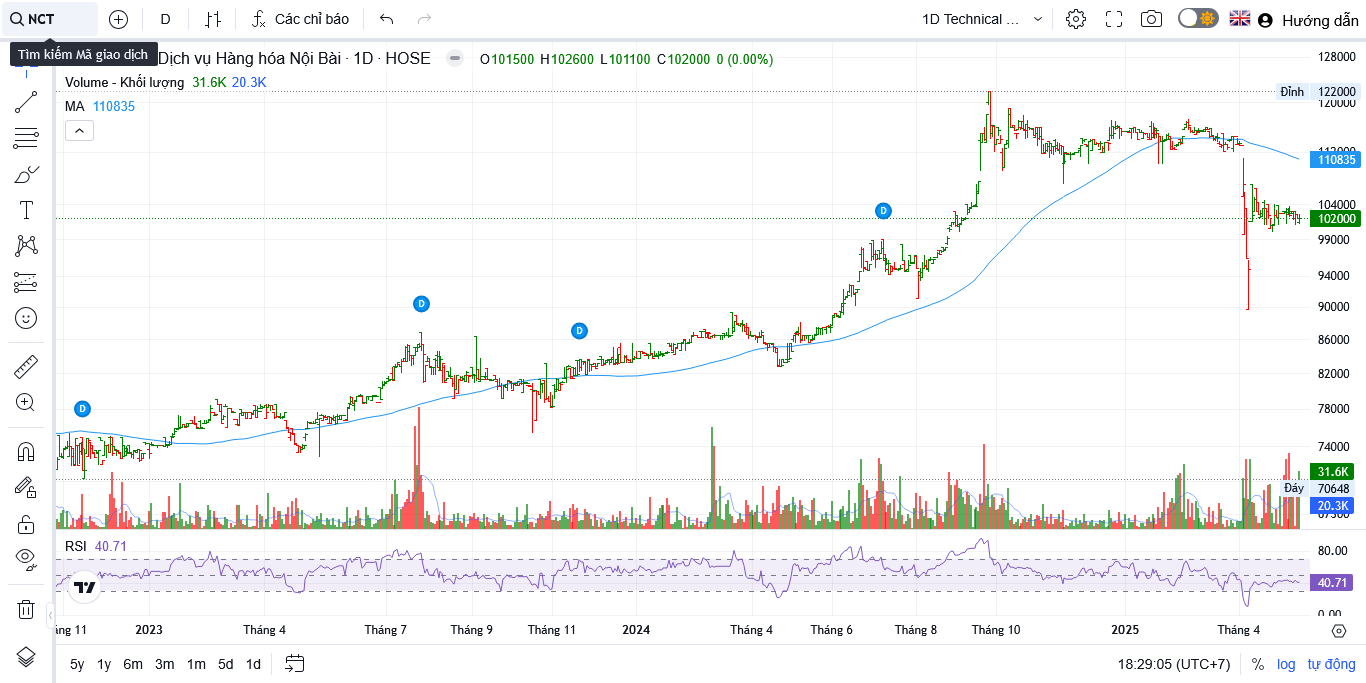 NCT
D
Các chỉ báo
1D Technical ...
Hướng dẫn
Tìm kiếm Mã giao dịch
Dịch vụ Hàng hóa Nội Bài · 1D · HOSE
O101500 H102600 L101100 C102000 0 (0.00%)
Volume - Khối lượng 31.6K 20.3K
MA 110835
128000
Đỉnh 122000
120000
112000
110835
104000
102000
99000
94000
90000
86000
82000
78000
74000
31.6K
Đáy 70648
20.3K
67500
D
D
D
D
RSI 40.71
80.00
40.71
0.00
áng 11 2023 Tháng 4 Tháng 7 Tháng 9 Tháng 11 2024 Tháng 4 Tháng 6 Tháng 8 Tháng 10 2025 Tháng 4
5y 1y 6m 3m 1m 5d 1d
18:29:05 (UTC+7) % log tự động